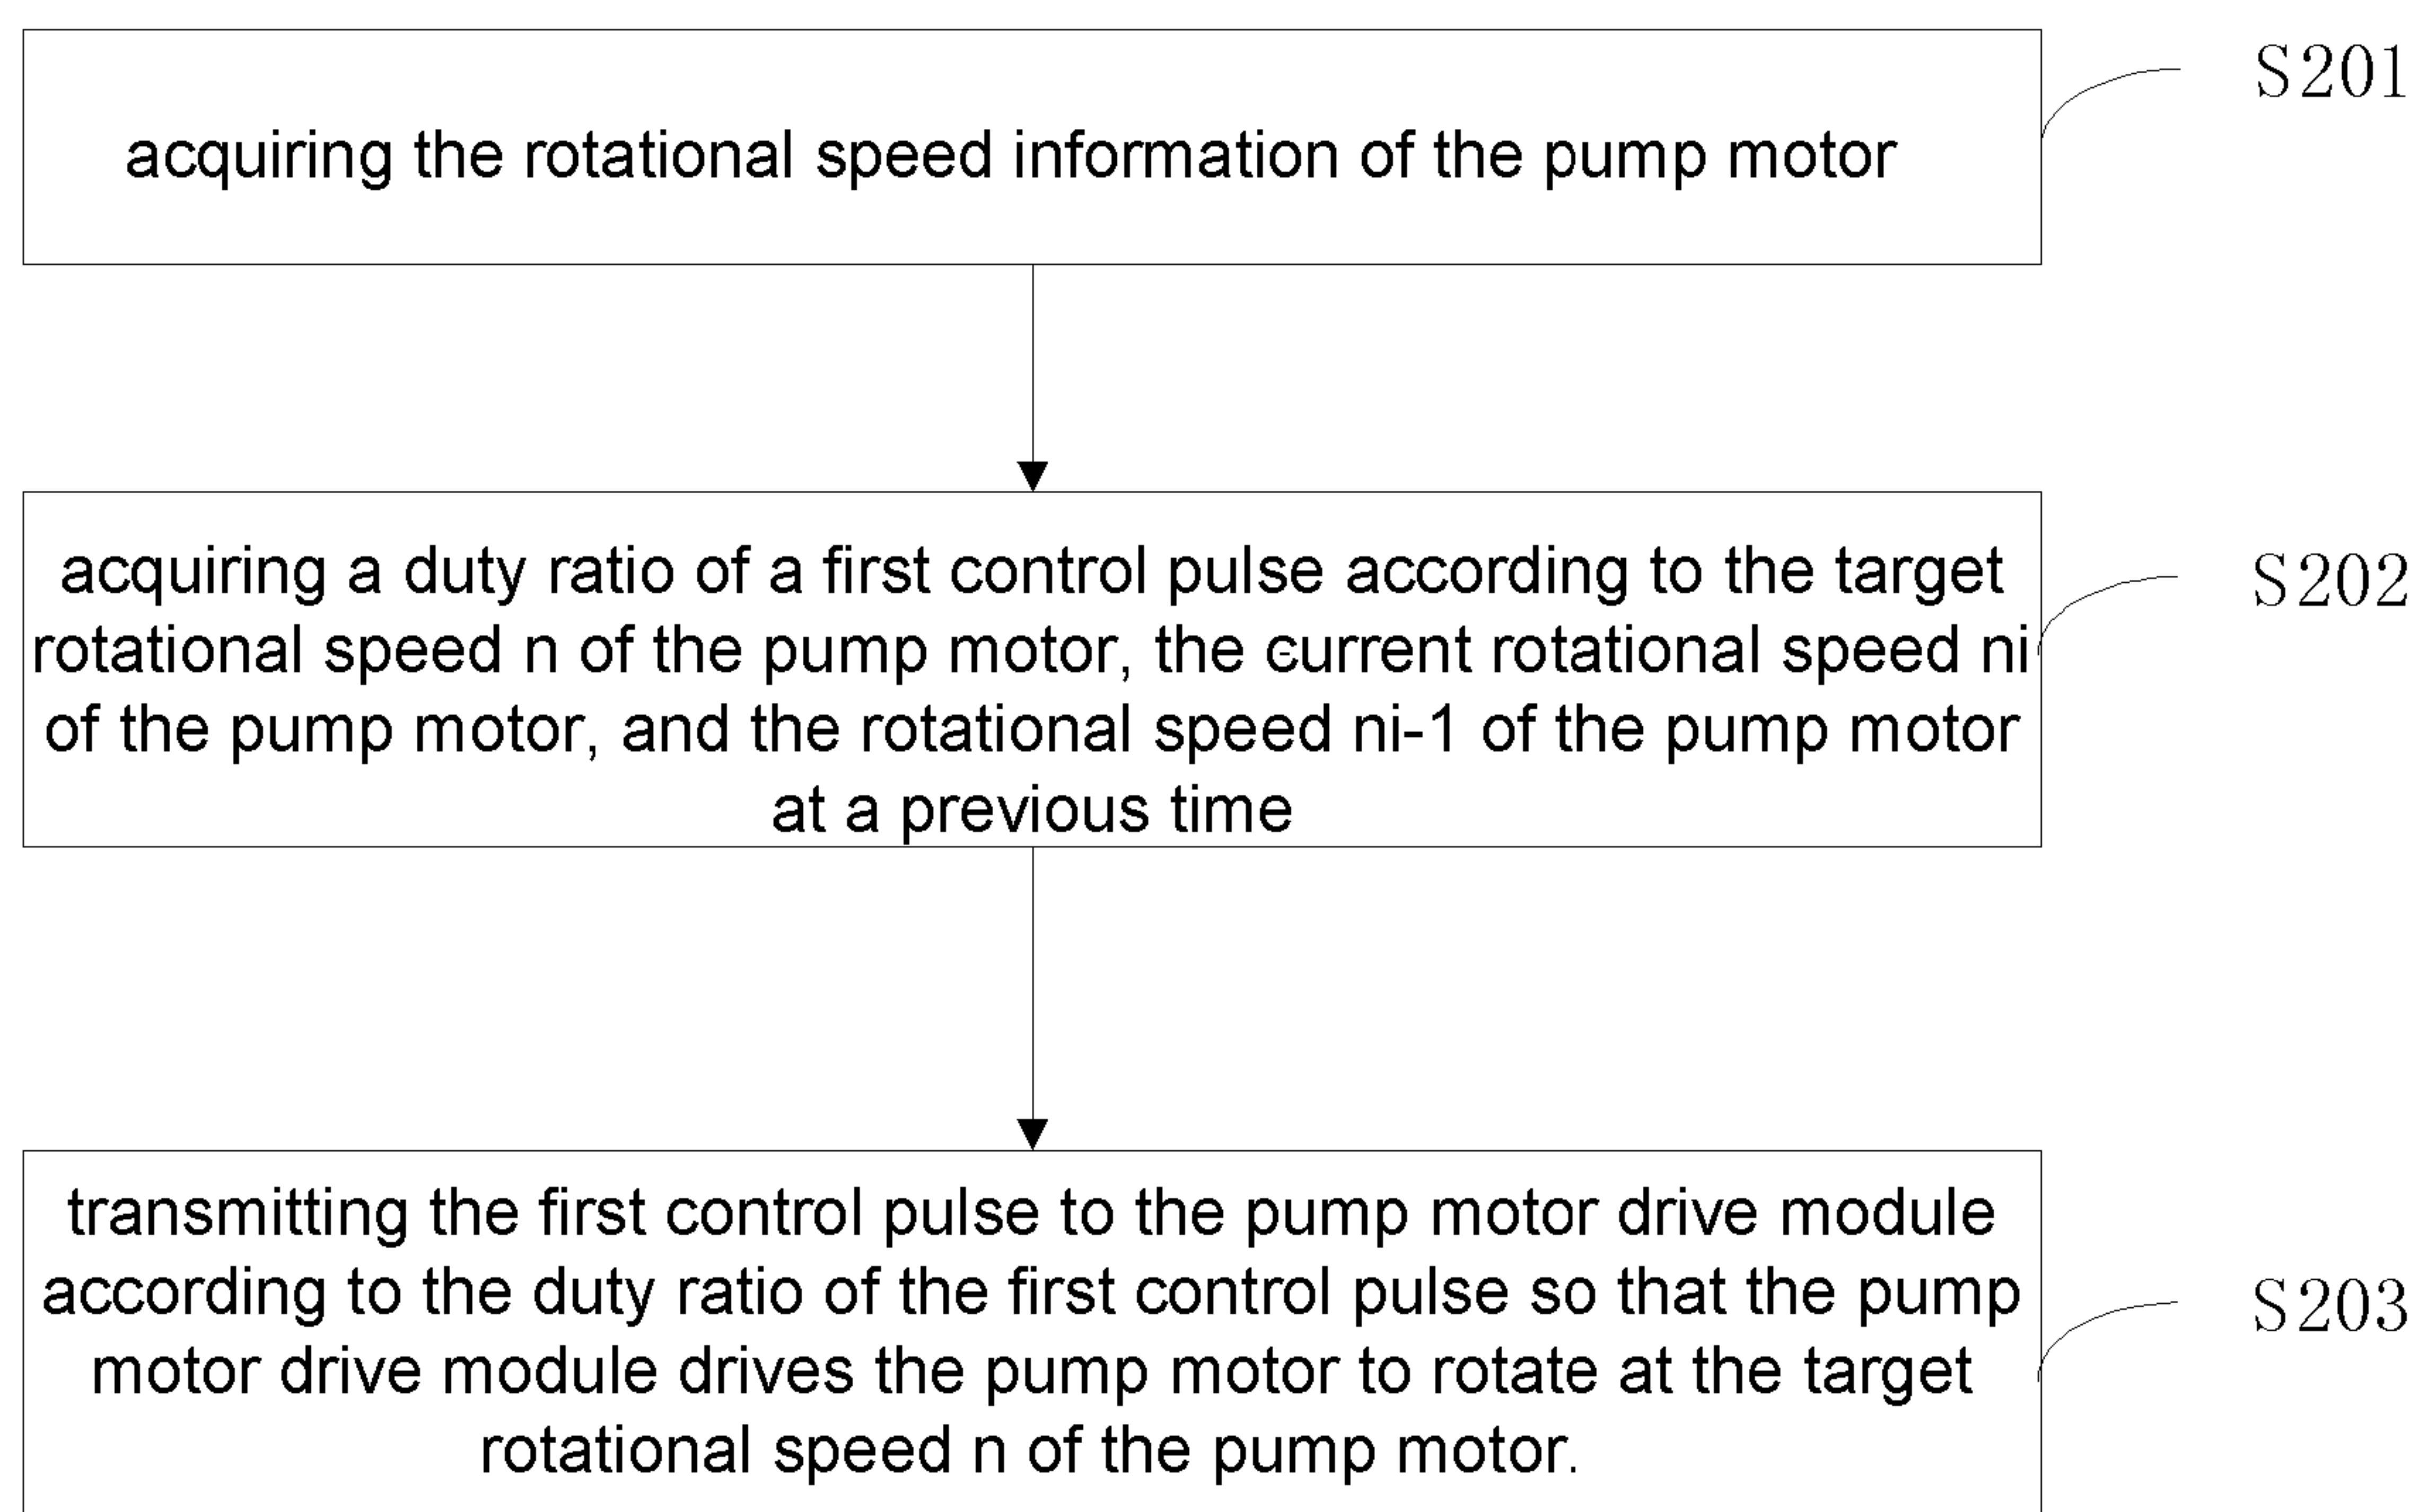 acquiring the rotational speed information of the pump motor
S201
acquiring a duty ratio of a first control pulse according to the target
rotational speed n of the pump motor, the current rotational speed ni
of the pump motor, and the rotational speed ni-1 of the pump motor
at a previous time
S202
transmitting the first control pulse to the pump motor drive module
according to the duty ratio of the first control pulse so that the pump
motor drive module drives the pump motor to rotate at the target
rotational speed n of the pump motor.
S203